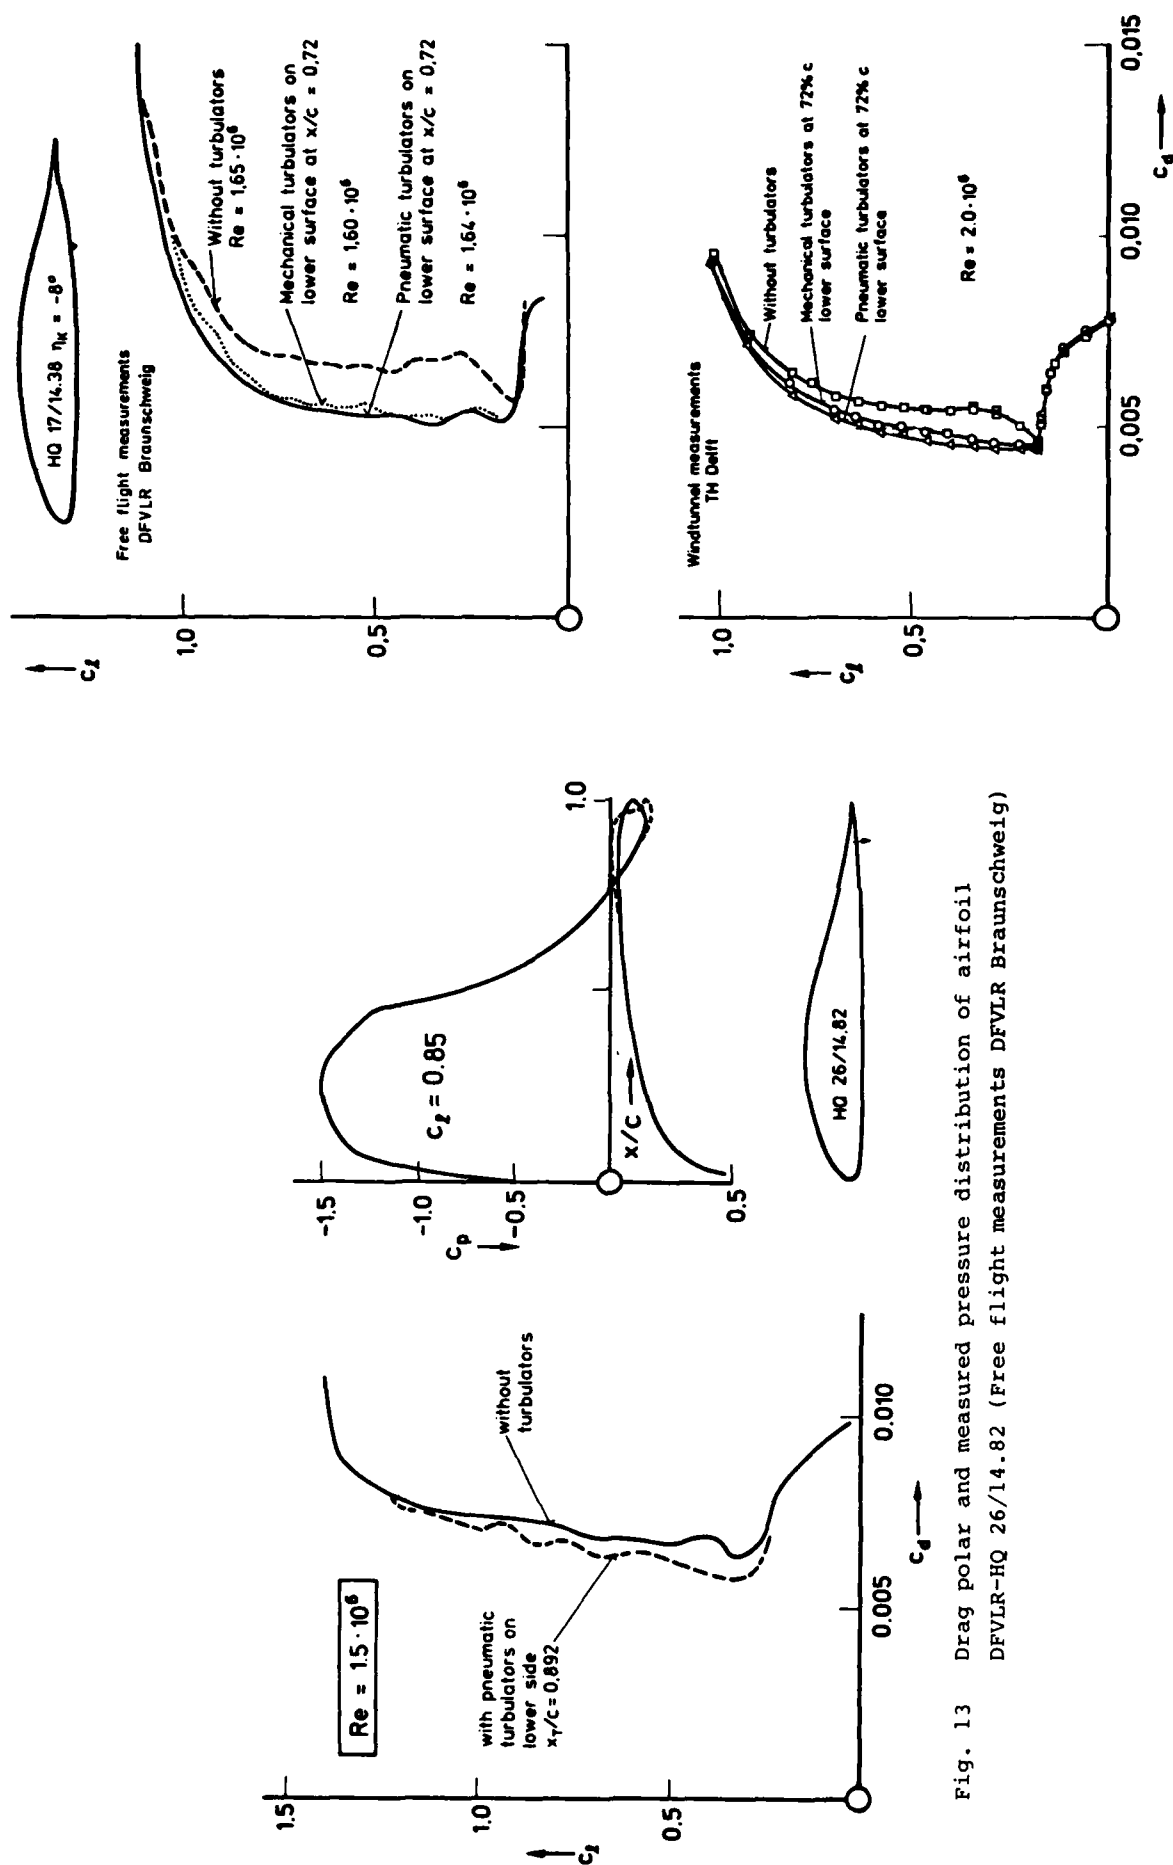 Re = 1.5 · 10⁶
cℓ
1.5
1.0
0.5
with pneumatic
turbulators on
lower side
x_T/c = 0,892
without
turbulators
0.005
0.010
c_d
c_p
-1.5
-1.0
-0.5
0.5
cℓ = 0.85
x/c
1.0
HQ 26/14.82
Fig. 13 Drag polar and measured pressure distribution of airfoil
DFVLR-HQ 26/14.82 (Free flight measurements DFVLR Braunschweig)
HQ 17/14.38 η_K = -8°
Free flight measurements
DFVLR Braunschweig
cℓ
1.0
0.5
0
Without turbulators
Re = 1,65 · 10⁶
Mechanical turbulators on
lower surface at x/c = 0,72
Re = 1,60 · 10⁶
Pneumatic turbulators on
lower surface at x/c = 0,72
Re = 1,64 · 10⁶
Windtunnel measurements
TH Delft
cℓ
1.0
0.5
0
Without turbulators
Mechanical turbulators at 72% c
lower surface
Pneumatic turbulators at 72% c
lower surface
Re = 2.0 · 10⁶
0,005
0,010
0,015
c_d